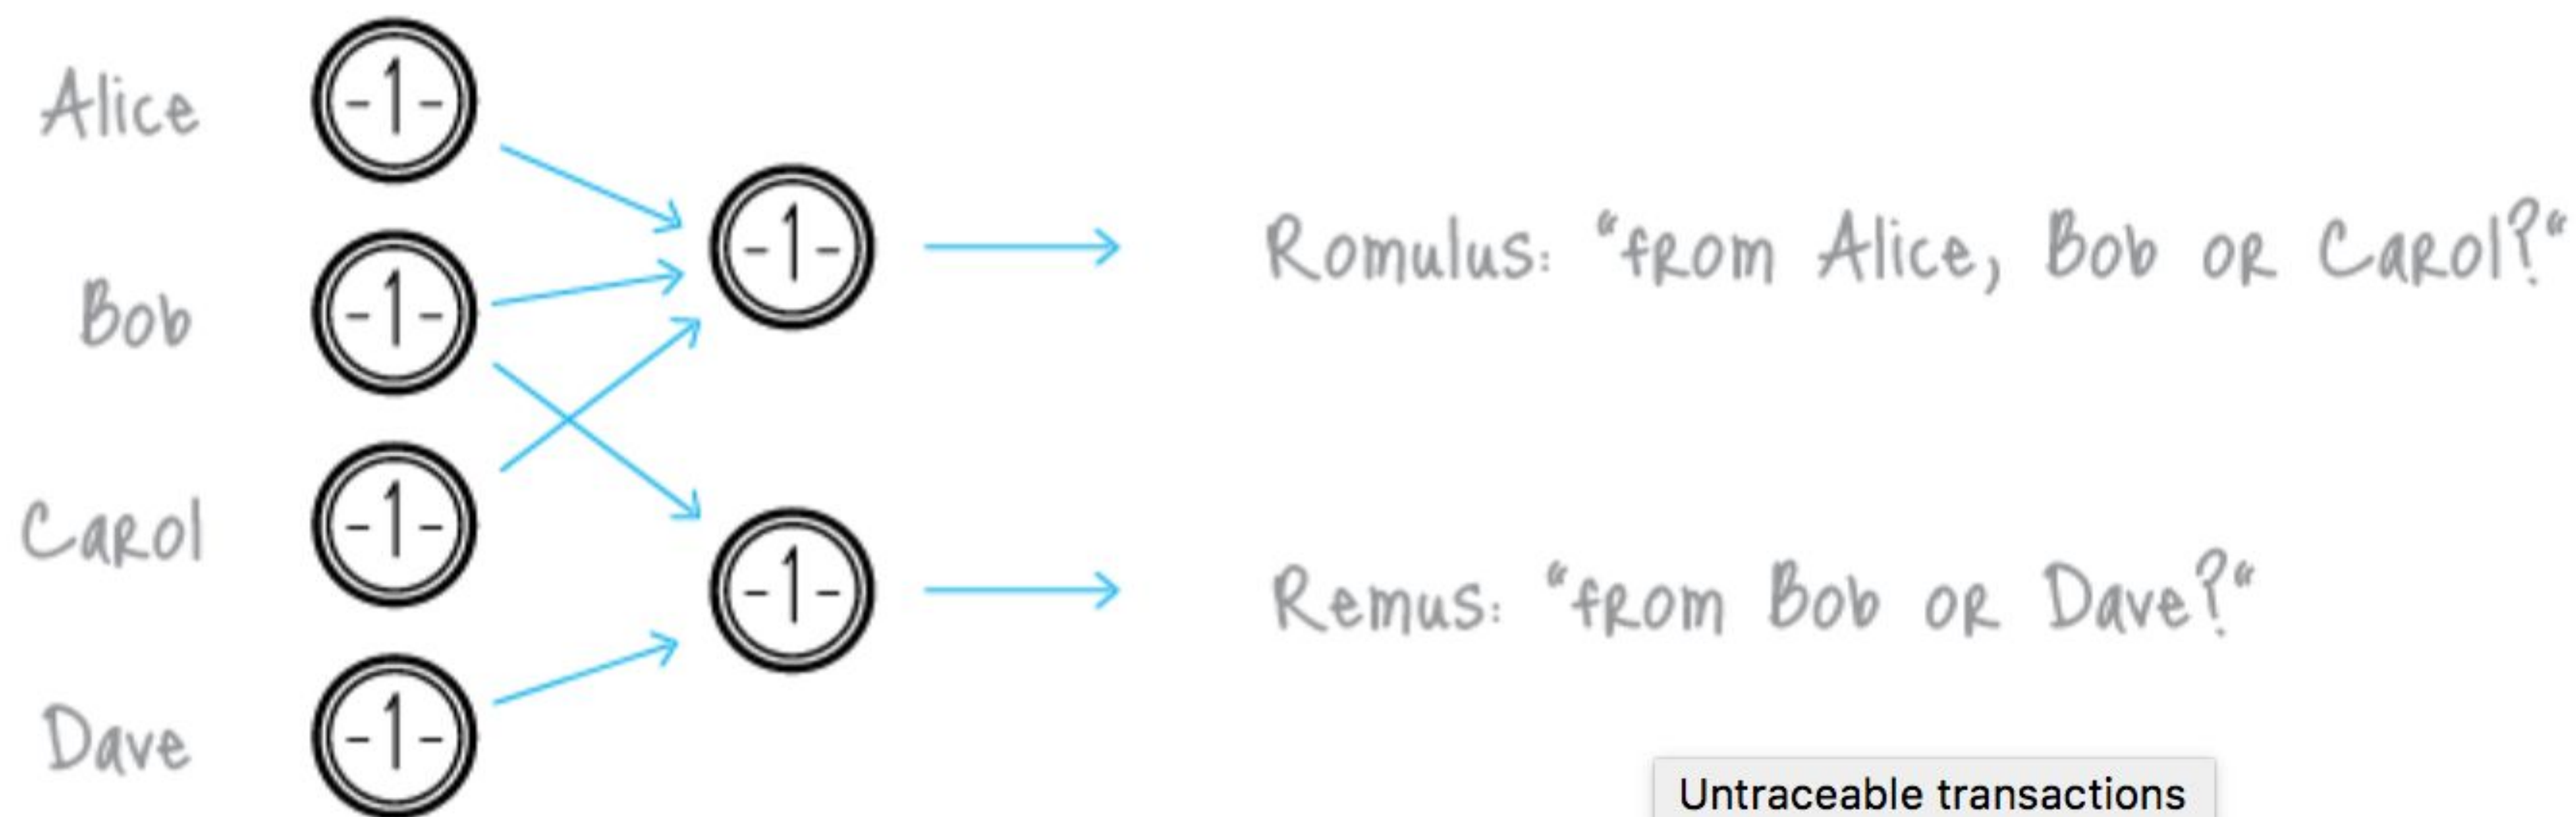 Alice
-1-
Bob
-1-
Carol
-1-
Dave
-1-
-1-
-1-
Romulus: “from Alice, Bob or Carol?“
Remus: “from Bob or Dave?“
Untraceable transactions